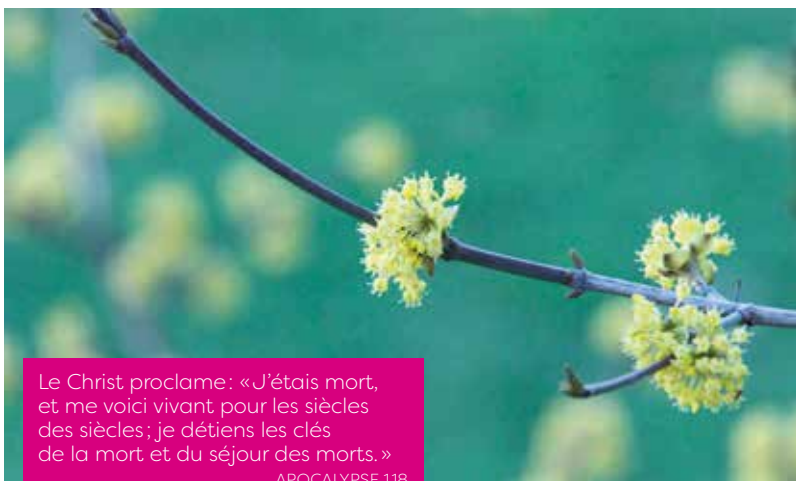 Le Christ proclame : «J'étais mort,
et me voici vivant pour les siècles
des siècles ; je détiens les clés
de la mort et du séjour des morts.»
APOCALYPSE 1.18